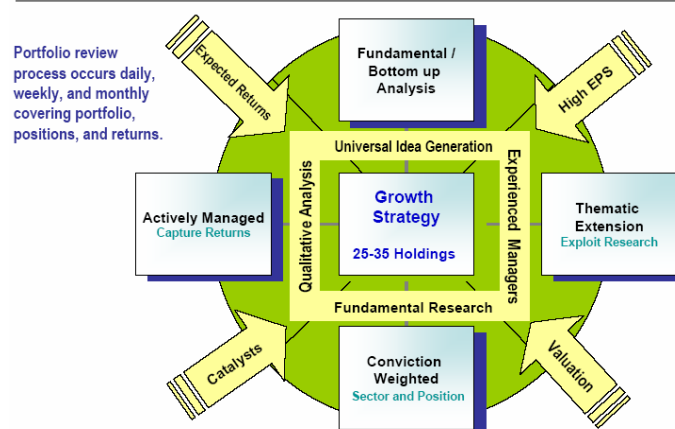 Portfolio review
process occurs daily,
weekly, and monthly
covering portfolio,
positions, and returns.
Expected Returns
Fundamental /
Bottom up
Analysis
High EPS
Universal Idea Generation
Qualitative Analysis
Experienced Managers
Actively Managed
Capture Returns
Growth
Strategy
25-35 Holdings
Thematic
Extension
Exploit Research
Fundamental Research
Catalysts
Conviction
Weighted
Sector and Position
Valuation